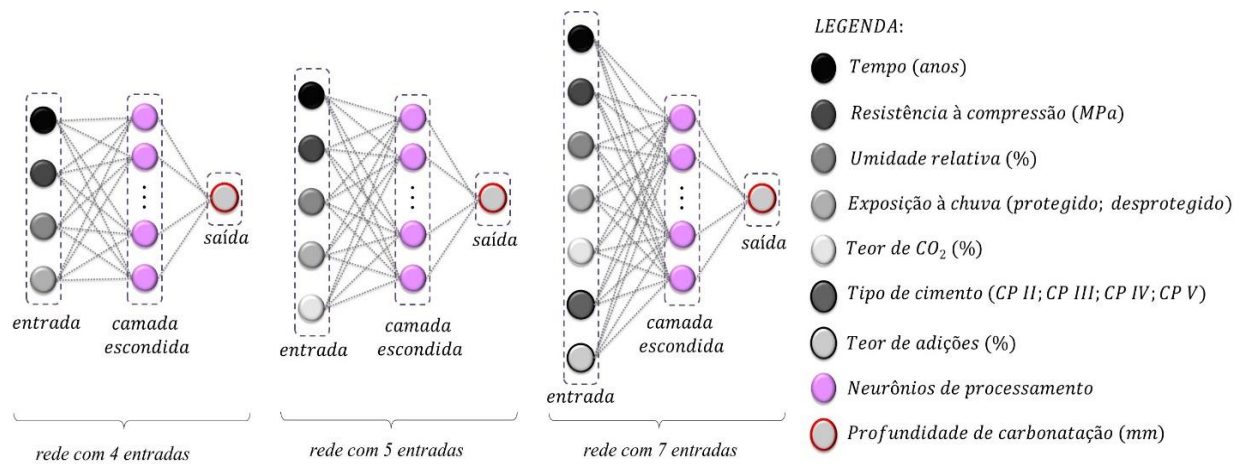 entrada
camada
escondida
saída
rede com 4 entradas
entrada
camada
escondida
saída
rede com 5 entradas
entrada
camada
escondida
saída
rede com 7 entradas
LEGENDA:
Tempo (anos)
Resistência à compressão (MPa)
Umidade relativa (%)
Exposição à chuva (protegido; desprotegido)
Teor de CO₂ (%)
Tipo de cimento (CP II; CP III; CP IV; CP V)
Teor de adições (%)
Neurônios de processamento
Profundidade de carbonatação (mm)